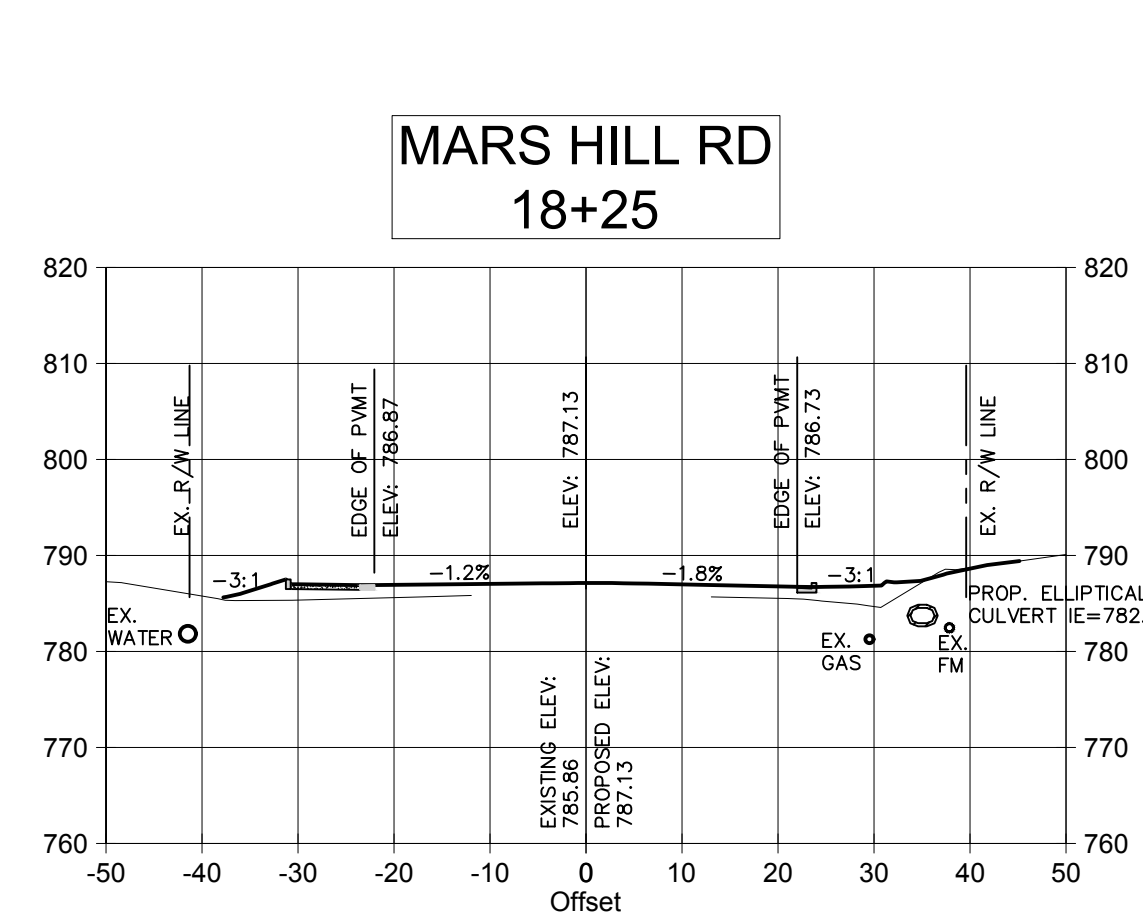 MARS HILL RD
18+25
820
820
810
810
800
800
790
790
780
780
770
770
760
760
EX. R/W LINE
EDGE OF PVMT
ELEV: 786.87
ELEV: 787.13
EDGE OF PVMT
ELEV: 786.73
EX. R/W LINE
-3:1
-1.2%
-1.8%
-3:1
EX.
WATER
EX.
GAS
EX.
FM
PROP. ELLIPTICAL
CULVERT IE=782.
EXISTING ELEV:
785.86
PROPOSED ELEV:
787.13
-50
-40
-30
-20
-10
0
10
20
30
40
50
Offset